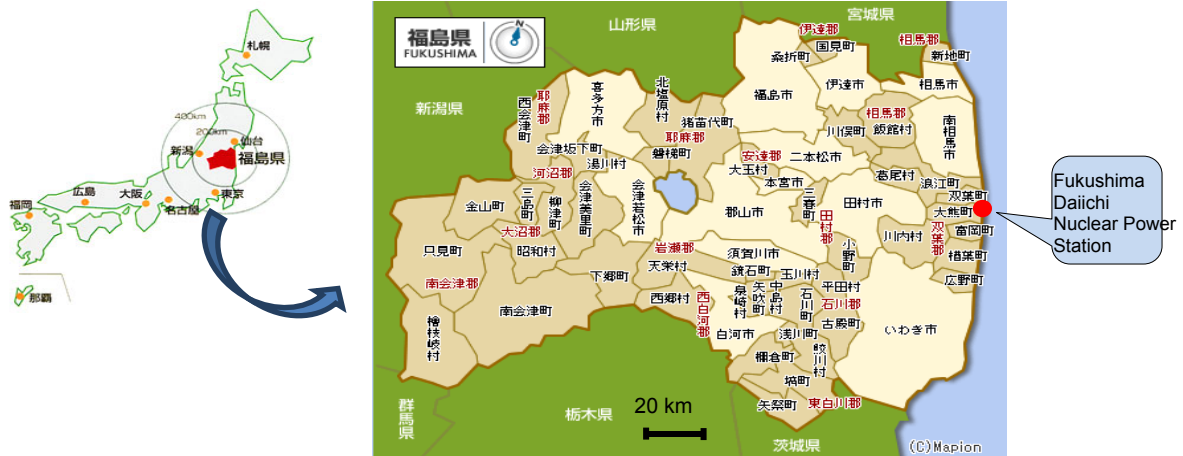 札幌
400km
200km
仙台
新潟
福島県
広島
大阪
東京
福岡
名古屋
那覇
福島県
FUKUSHIMA
N
山形県
宮城県
新潟県
群馬県
栃木県
茨城県
伊達郡
国見町
桑折町
相馬郡
新地町
相馬市
伊達市
福島市
喜多方市
北塩原村
耶麻郡
西会津町
猪苗代町
耶麻郡
磐梯町
相馬郡
飯館村
川俣町
南相馬市
会津坂下町
湯川村
河沼郡
安達郡
大玉村
二本松市
本宮市
葛尾村
浪江町
双葉町
大熊町
富岡町
楢葉町
広野町
双葉郡
川内村
田村市
三春町
田村郡
小野町
郡山市
会津若松市
会津美里町
柳津町
三島町
金山町
大沼郡
昭和村
只見町
南会津郡
南会津町
檜枝岐村
下郷町
岩瀬郡
天栄村
須賀川市
鏡石町
玉川村
平田村
石川郡
石川町
古殿町
中島村
矢吹町
泉崎村
西郷村
西白河郡
白河市
浅川町
鮫川村
棚倉町
塙町
矢祭町
東白川郡
いわき市
20 km
(C)Mapion
Fukushima
Daiichi
Nuclear Power
Station